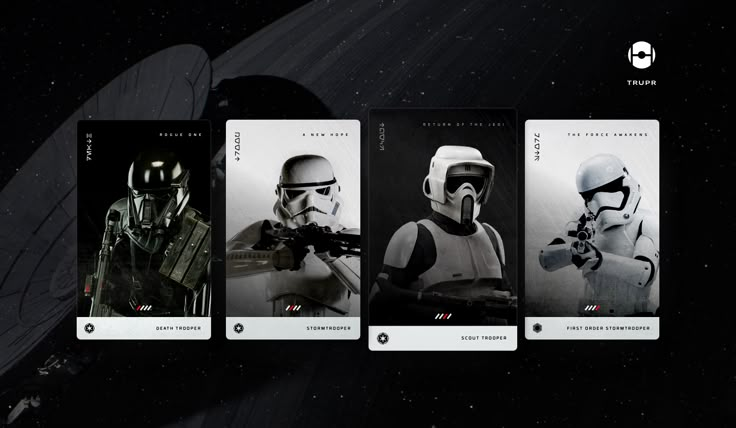 TRUPR
ROGUE ONE
DEATH TROOPER
A NEW HOPE
STORMTROOPER
RETURN OF THE JEDI
SCOUT TROOPER
THE FORCE AWAKENS
FIRST ORDER STORMTROOPER